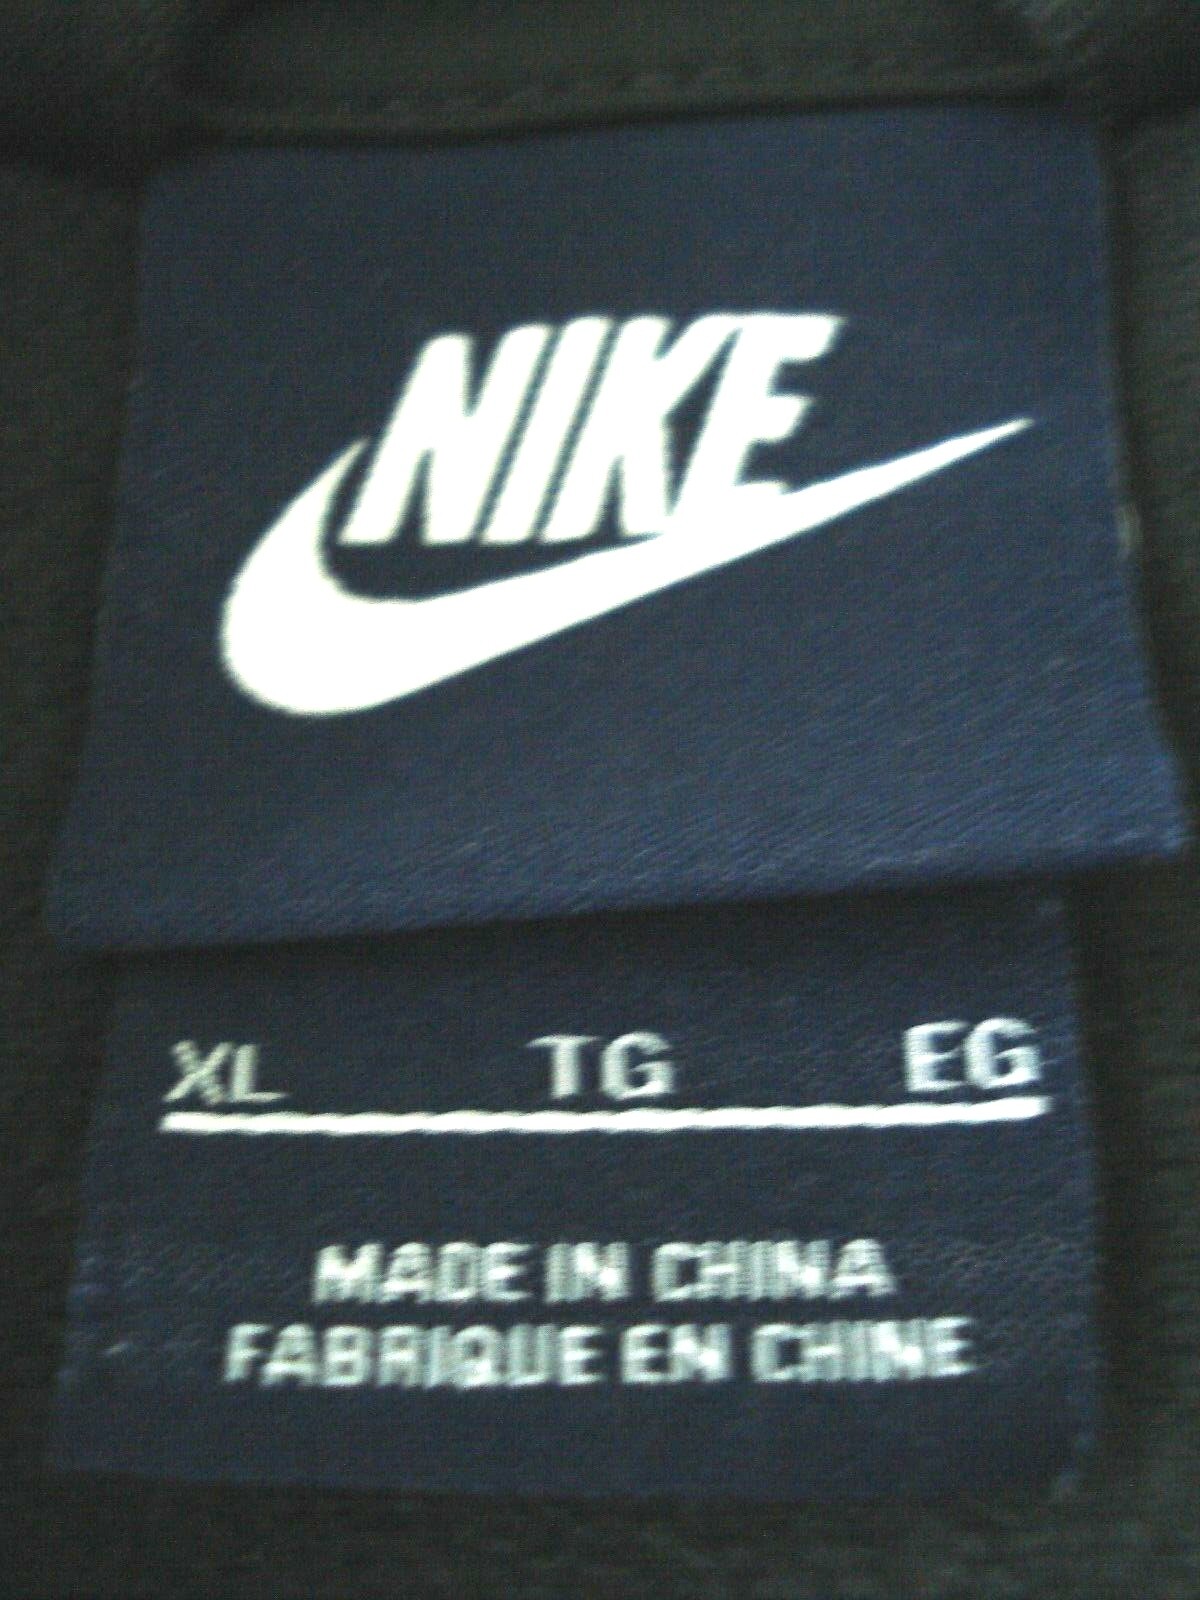 NIKE
XL TG EG
MADE IN CHINA
FABRIQUE EN CHINE